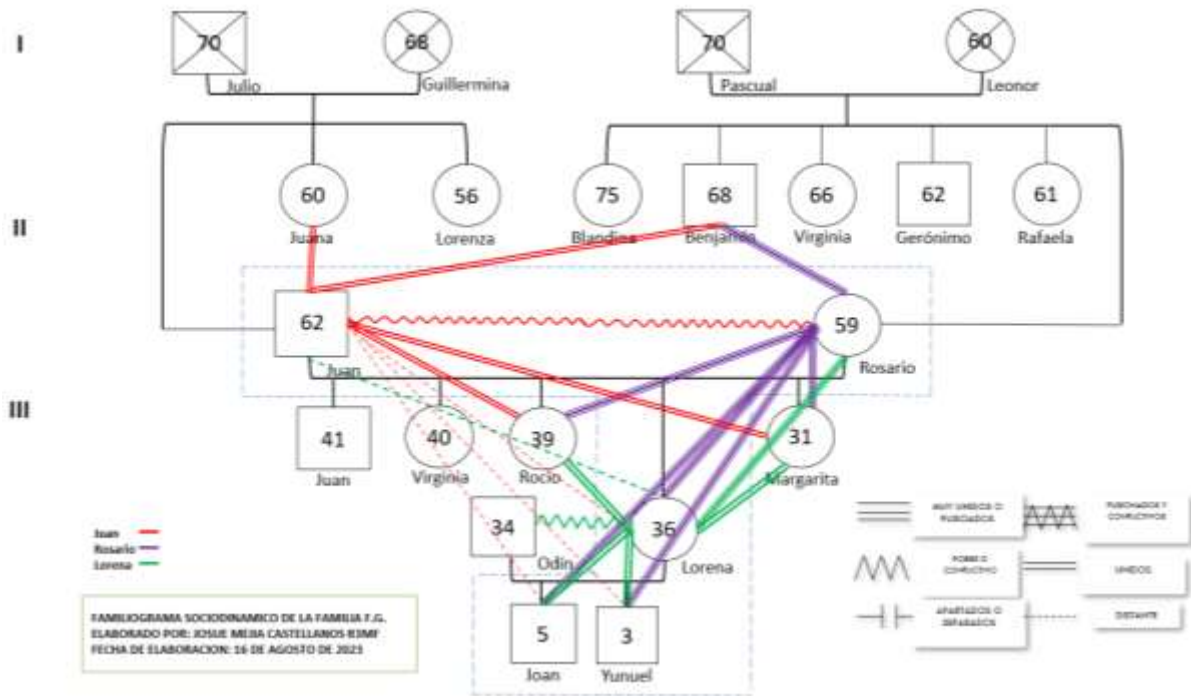 I
70
68
70
60
Julio
Guillermina
Pascual
Leonor
60
56
75
68
66
62
61
II
Juana
Lorenza
Blandina
Benjamín
Virginia
Gerónimo
Rafaela
62
59
Juan
Rosario
III
41
40
39
31
Juan
Virginia
Rocío
Margarita
34
36
Odín
Lorena
Juan
Rosario
Lorena
MUY UNIDOS O
FUSIONADOS
FUSIONADOS Y
CONFLICTIVOS
POBRE O
CONFLICTIVO
UNIDOS
APARTADOS O
SEPARADOS
DISTANTE
FAMILIOGRAMA SOCIODINAMICO DE LA FAMILIA F.G.
ELABORADO POR: JOSUE MEJIA CASTELLANOS R3MF
FECHA DE ELABORACION: 16 DE AGOSTO DE 2023
5
3
Joan
Yunuel